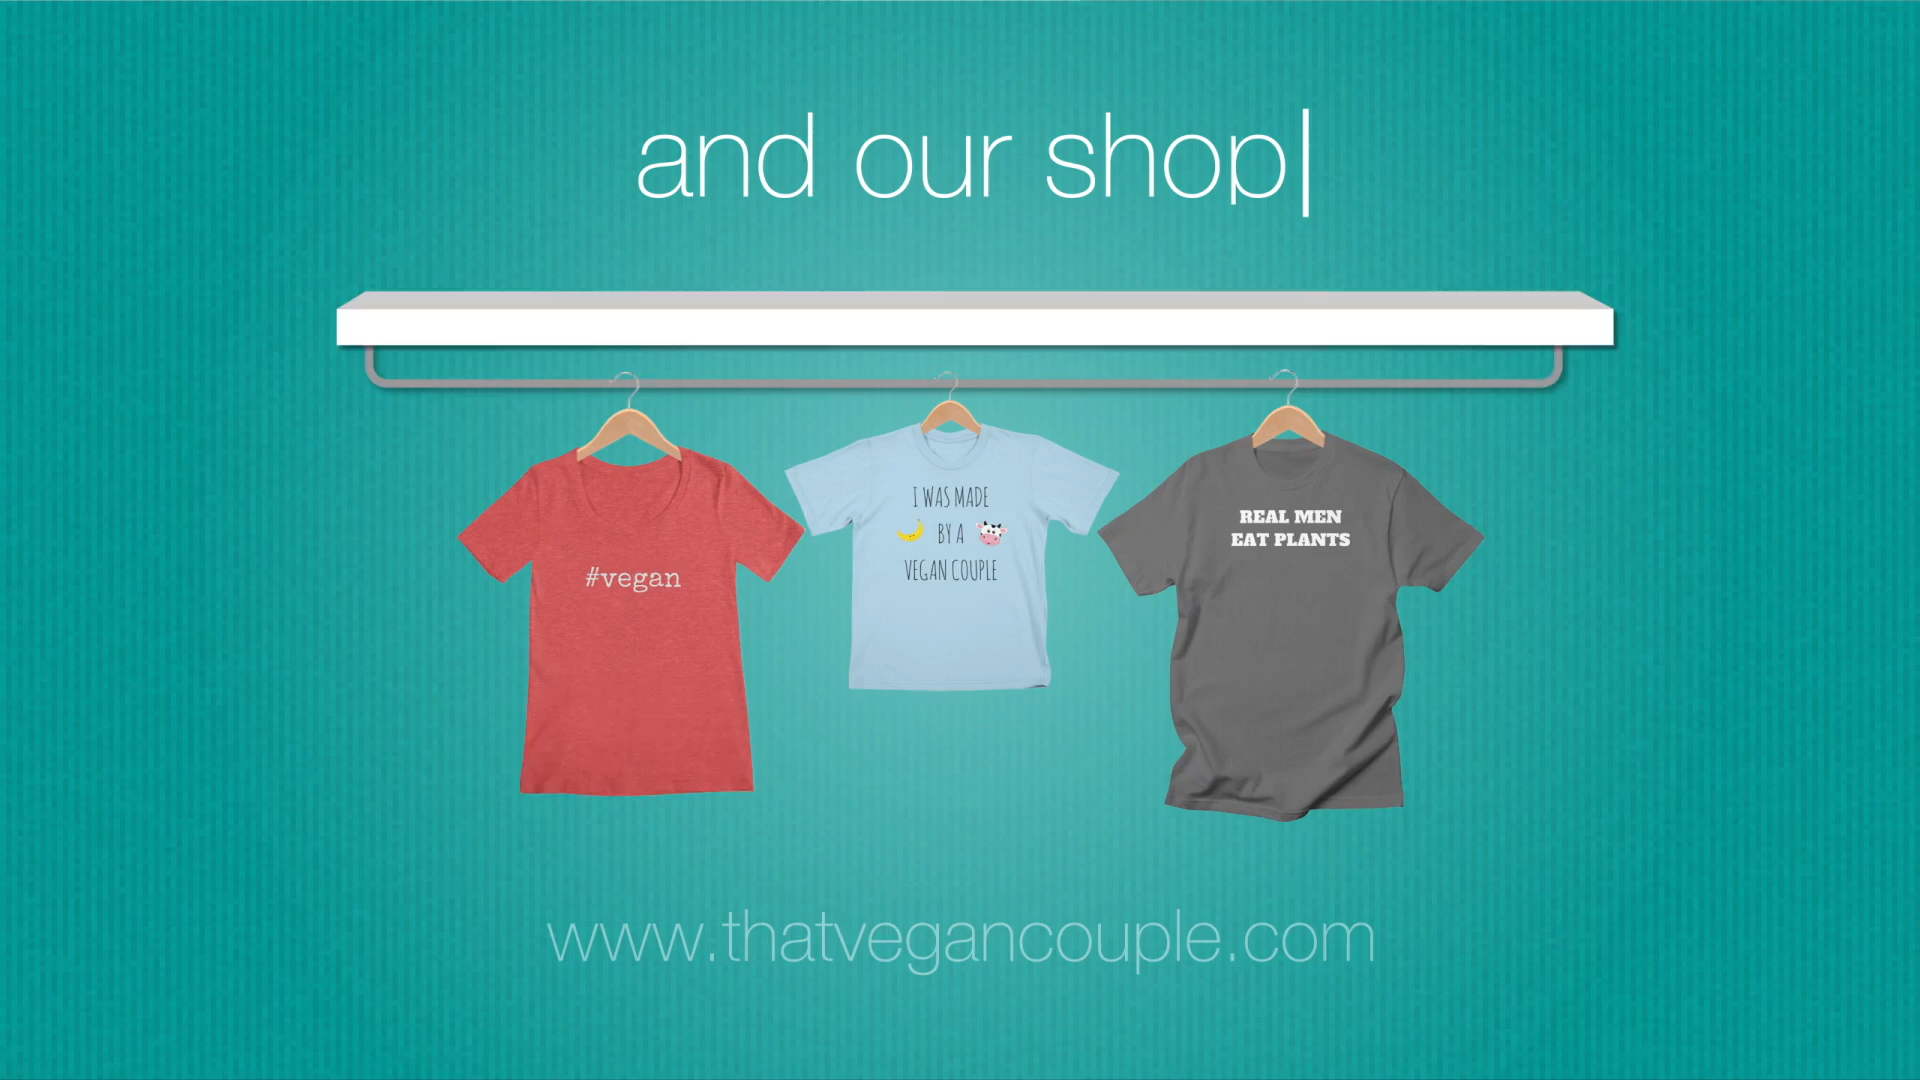 and our shop
#vegan
I WAS MADE
BY A
VEGAN COUPLE
REAL MEN
EAT PLANTS
www.thatvegancouple.com